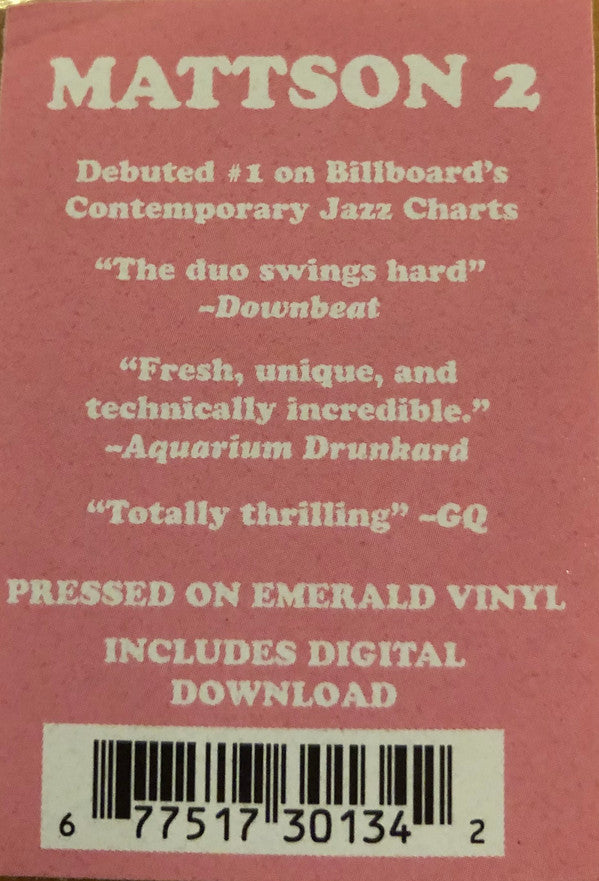 MATTSON 2
Debuted #1 on Billboard's
Contemporary Jazz Charts
“The duo swings hard”
–Downbeat
“Fresh, unique, and
technically incredible.”
–Aquarium Drunkard
“Totally thrilling” –GQ
PRESSED ON EMERALD VINYL
INCLUDES DIGITAL
DOWNLOAD
6 77517 30134 2